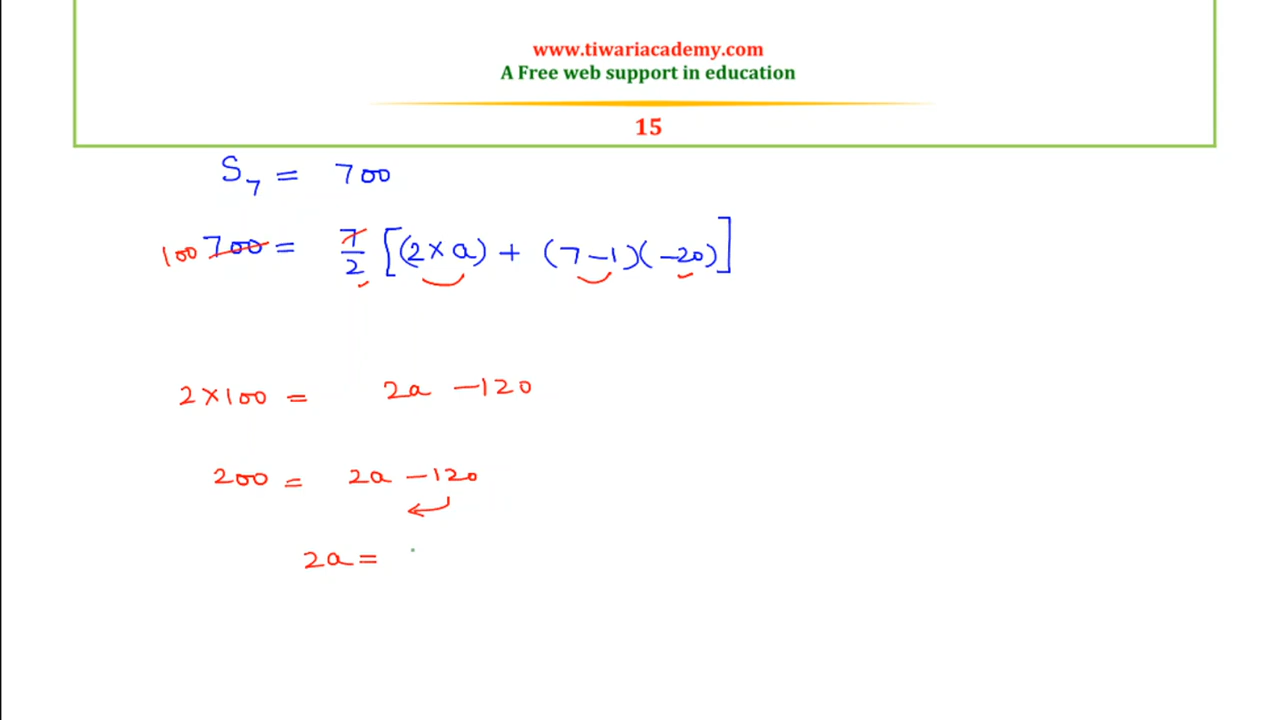 www.tiwariacademy.com
A Free web support in education
15
S₇ = 700
100 700 = 7/2 [(2 × a) + (7 − 1)(−20)]
2 × 100 = 2a − 120
200 = 2a − 120
2a =